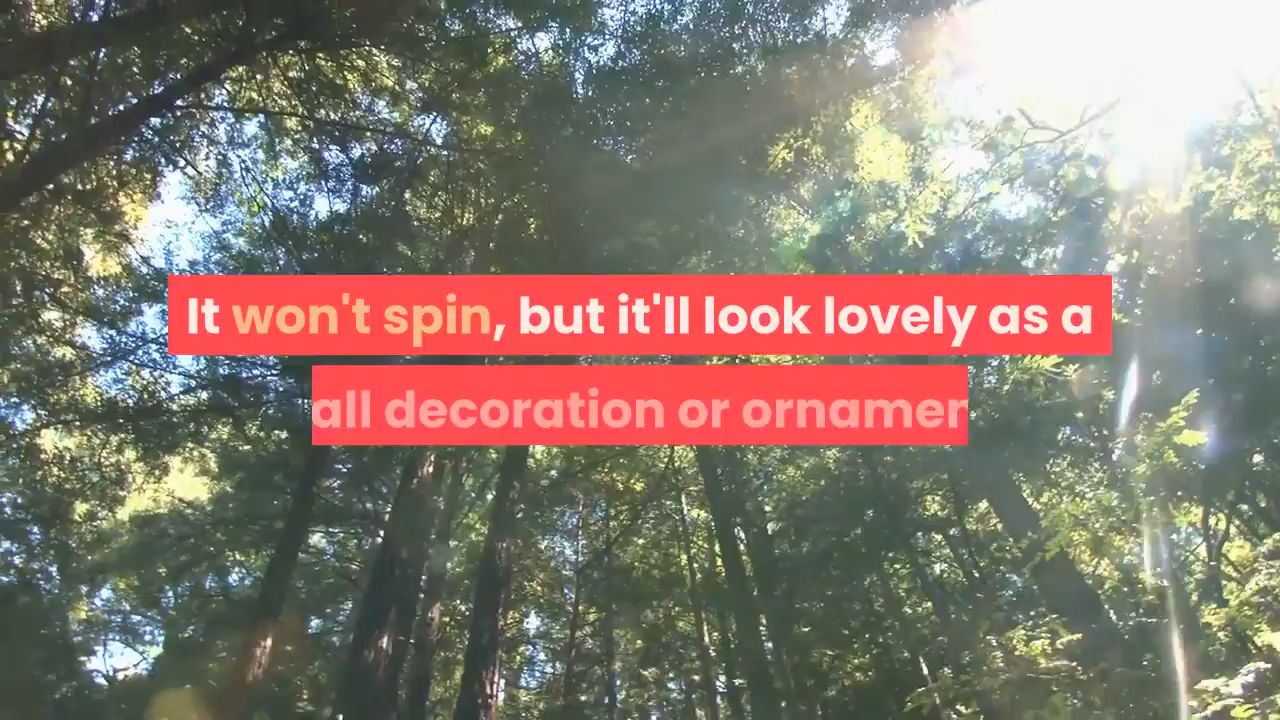 It won't spin, but it'll look lovely as a
all decoration or ornamer